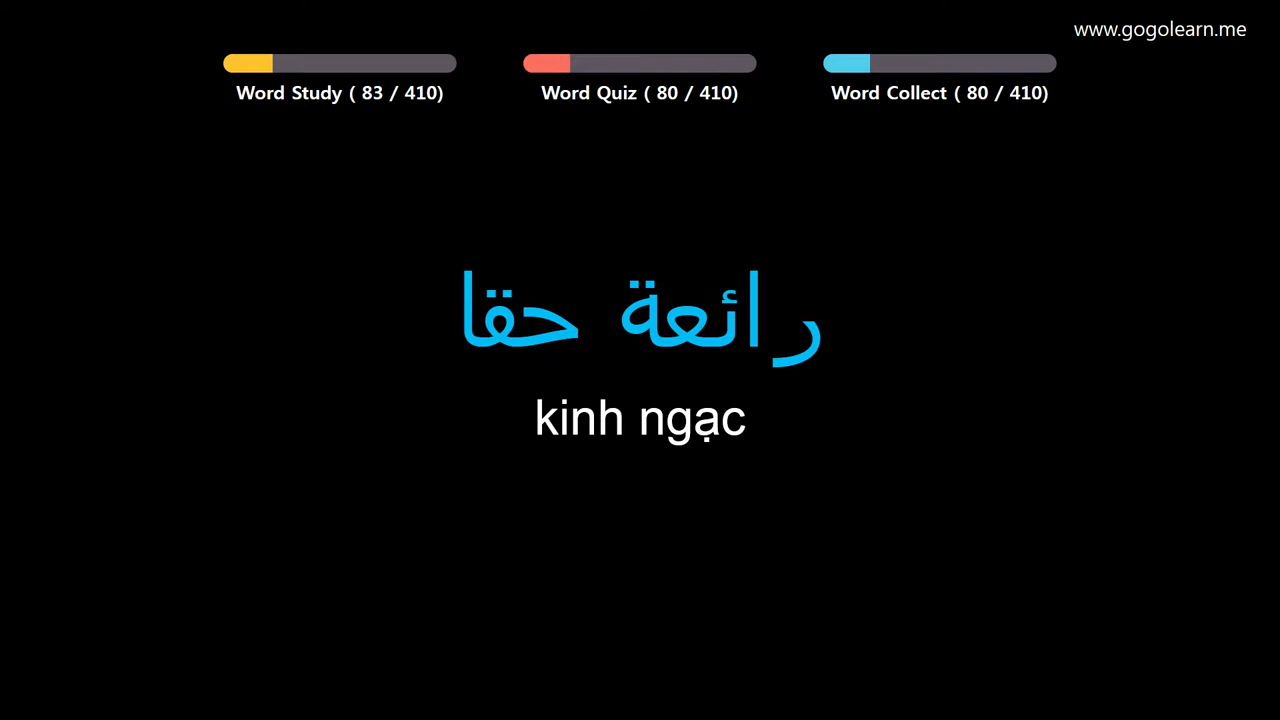 www.gogolearn.me
Word Study ( 83 / 410)
Word Quiz ( 80 / 410)
Word Collect ( 80 / 410)
رائعة حقا
kinh ngạc